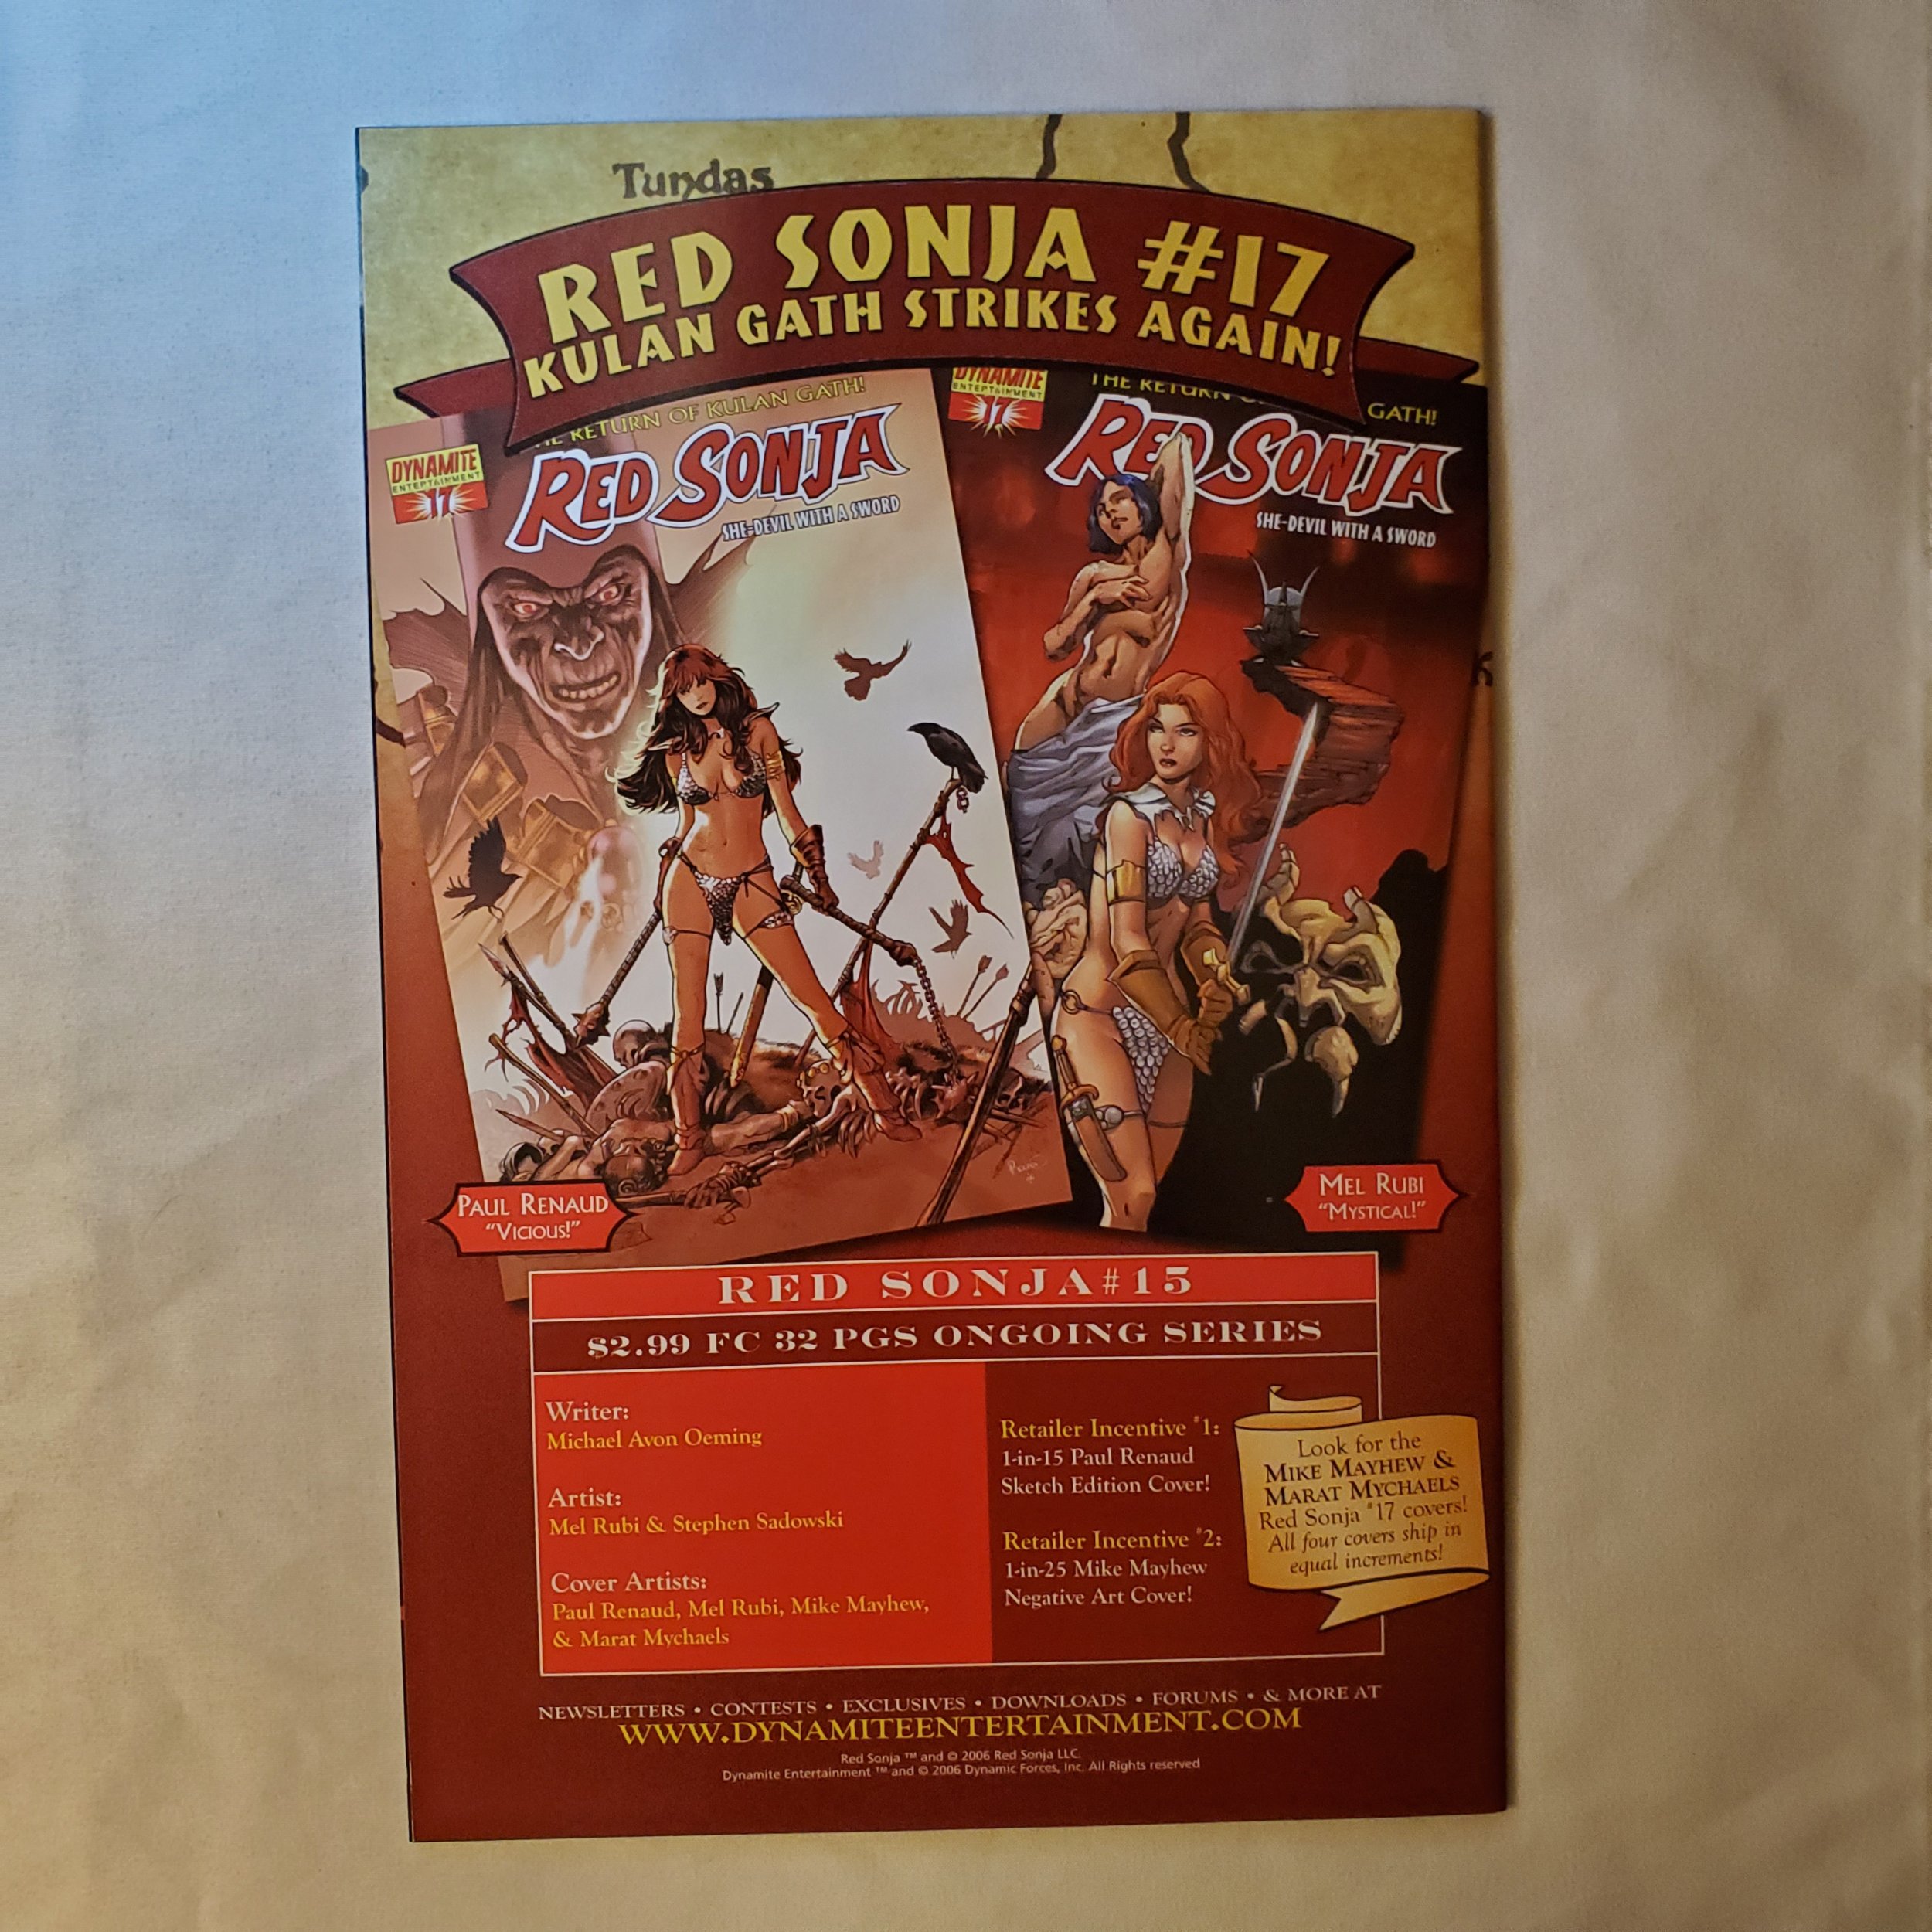 Tundas
RED SONJA #17
KULAN GATH STRIKES AGAIN!
RETURN OF KULAN GATH!
DYNAMITE
ENTERTAINMENT
17
RED SONJA
SHE-DEVIL WITH A SWORD
DYNAMITE
ENTERTAINMENT
17
THE RETURN
GATH!
RED SONJA
SHE-DEVIL WITH A SWORD
PAUL RENAUD
"VICIOUS!"
MEL RUBI
"MYSTICAL!"
RED SONJA#15
$2.99 FC 32 PGS ONGOING SERIES
Writer:
Michael Avon Oeming
Artist:
Mel Rubi & Stephen Sadowski
Cover Artists:
Paul Renaud, Mel Rubi, Mike Mayhew,
& Marat Mychaels
Retailer Incentive #1:
1-in-15 Paul Renaud
Sketch Edition Cover!
Retailer Incentive #2:
1-in-25 Mike Mayhew
Negative Art Cover!
Look for the
MIKE MAYHEW &
MARAT MYCHAELS
Red Sonja #17 covers!
All four covers ship in
equal increments!
NEWSLETTERS • CONTESTS • EXCLUSIVES • DOWNLOADS • FORUMS • & MORE AT
WWW.DYNAMITEENTERTAINMENT.COM
Red Sonja ™ and © 2006 Red Sonja LLC.
Dynamite Entertainment ™ and © 2006 Dynamic Forces, Inc. All Rights reserved